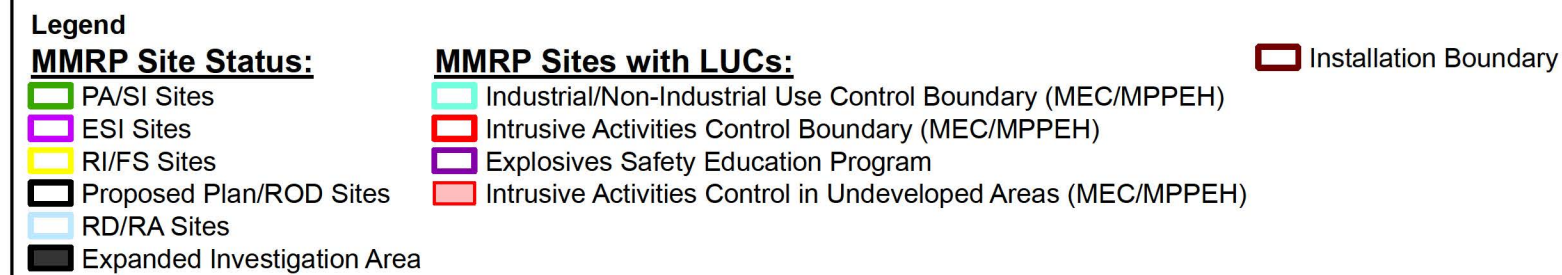 Legend
MMRP Site Status:
PA/SI Sites
ESI Sites
RI/FS Sites
Proposed Plan/ROD Sites
RD/RA Sites
Expanded Investigation Area
MMRP Sites with LUCs:
Industrial/Non-Industrial Use Control Boundary (MEC/MPPEH)
Intrusive Activities Control Boundary (MEC/MPPEH)
Explosives Safety Education Program
Intrusive Activities Control in Undeveloped Areas (MEC/MPPEH)
Installation Boundary